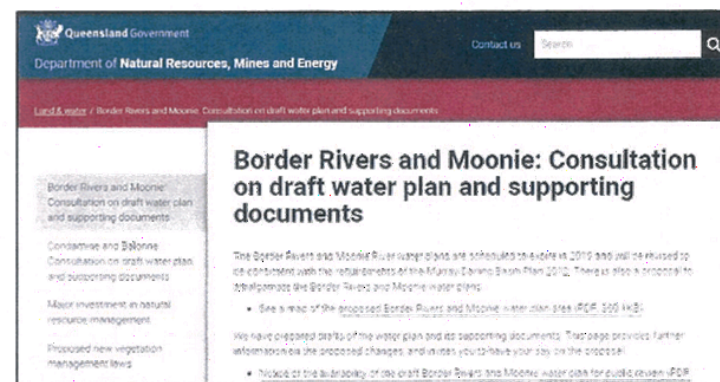 Queensland Government
Contact us
Search
Department of Natural Resources, Mines and Energy
Land & water / Border Rivers and Moonie: Consultation on draft water plan and supporting documents
Border Rivers and Moonie:
Consultation on draft water plan
and supporting documents
Condamine and Balonne
Consultation on draft water plan
and supporting documents
Major investment in natural
resource management
Proposed new vegetation
management laws
Border Rivers and Moonie: Consultation
on draft water plan and supporting
documents
The Border Rivers and Moonie River water plans are scheduled to expire in 2019 and will be revised to
be consistent with the requirements of the Murray Darling Basin Plan 2012. There is also a proposal to
amalgamate the Border Rivers and Moonie water plans.
• See a map of the proposed Border Rivers and Moonie water plan area (PDF, kB)
We have prepared drafts of the water plan and its supporting documents. This page provides further
information on the proposed changes, and invites you to have your say on the proposal.
• Notice of the availability of the draft Border Rivers and Moonie water plan for public review (PDF